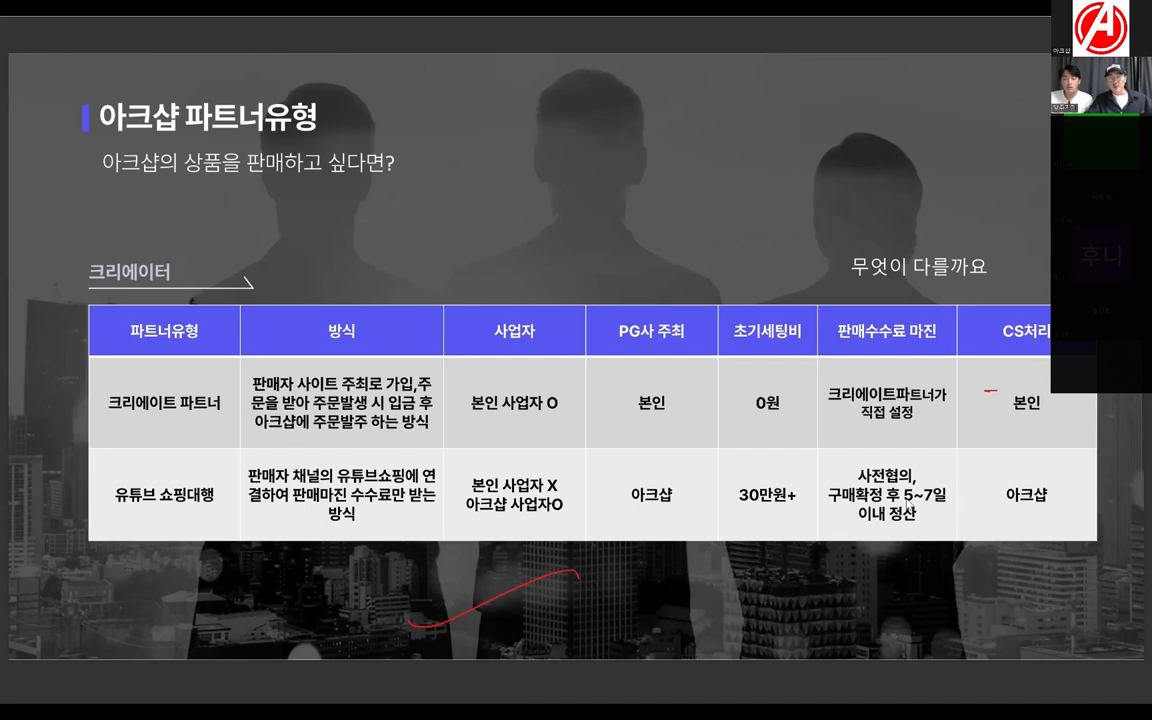 아크샵 파트너유형
아크샵의 상품을 판매하고 싶다면?
크리에이터
무엇이 다를까요
파트너유형 방식 사업자 PG사 주최 초기세팅비 판매수수료 마진 CS처리
크리에이트 파트너
판매자 사이트 주최로 가입,주
문을 받아 주문발생 시 입금 후
아크샵에 주문발주 하는 방식
본인 사업자 O
본인
0원
크리에이트파트너가
직접 설정
본인
유튜브 쇼핑대행
판매자 채널의 유튜브쇼핑에 연
결하여 판매마진 수수료만 받는
방식
본인 사업자 X
아크샵 사업자O
아크샵
30만원+
사전협의,
구매확정 후 5~7일
이내 정산
아크샵
아크샵
후니